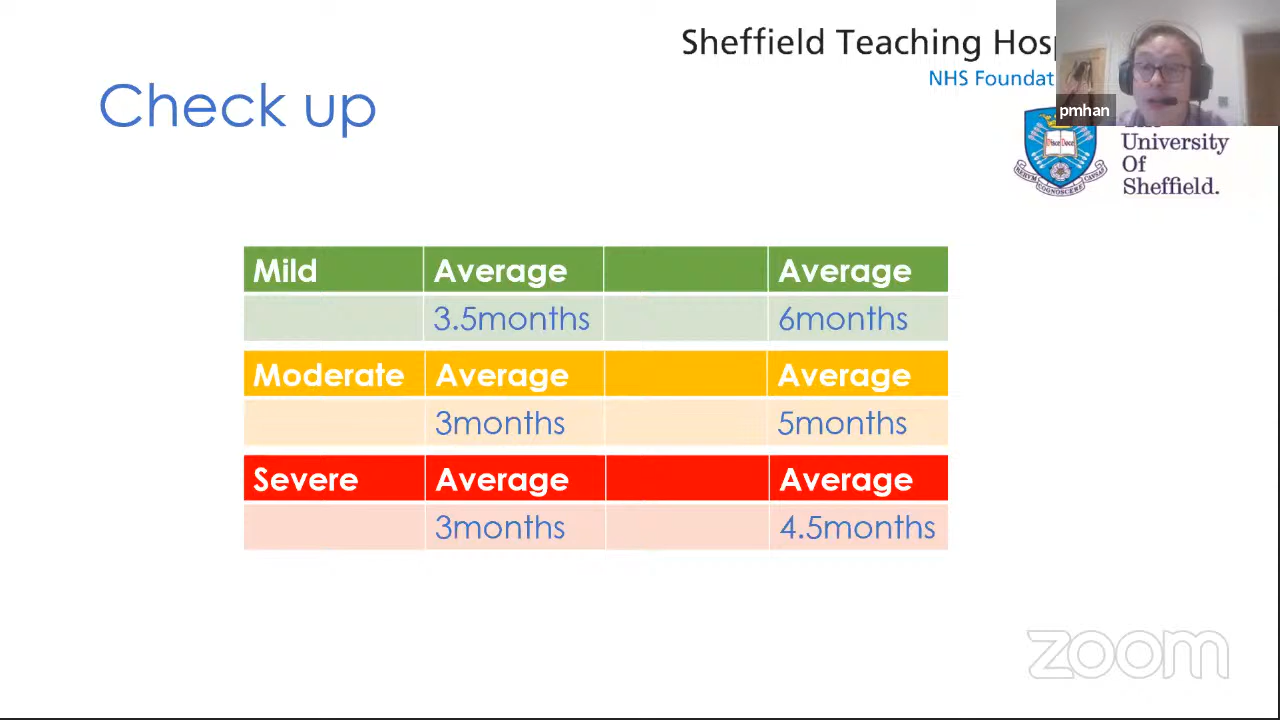 Sheffield Teaching Hosp
NHS Foundat
pmhan
Check up
University
Of
Sheffield.
Mild Average Average
3.5months 6months
Moderate Average Average
3months 5months
Severe Average Average
3months 4.5months
zoom